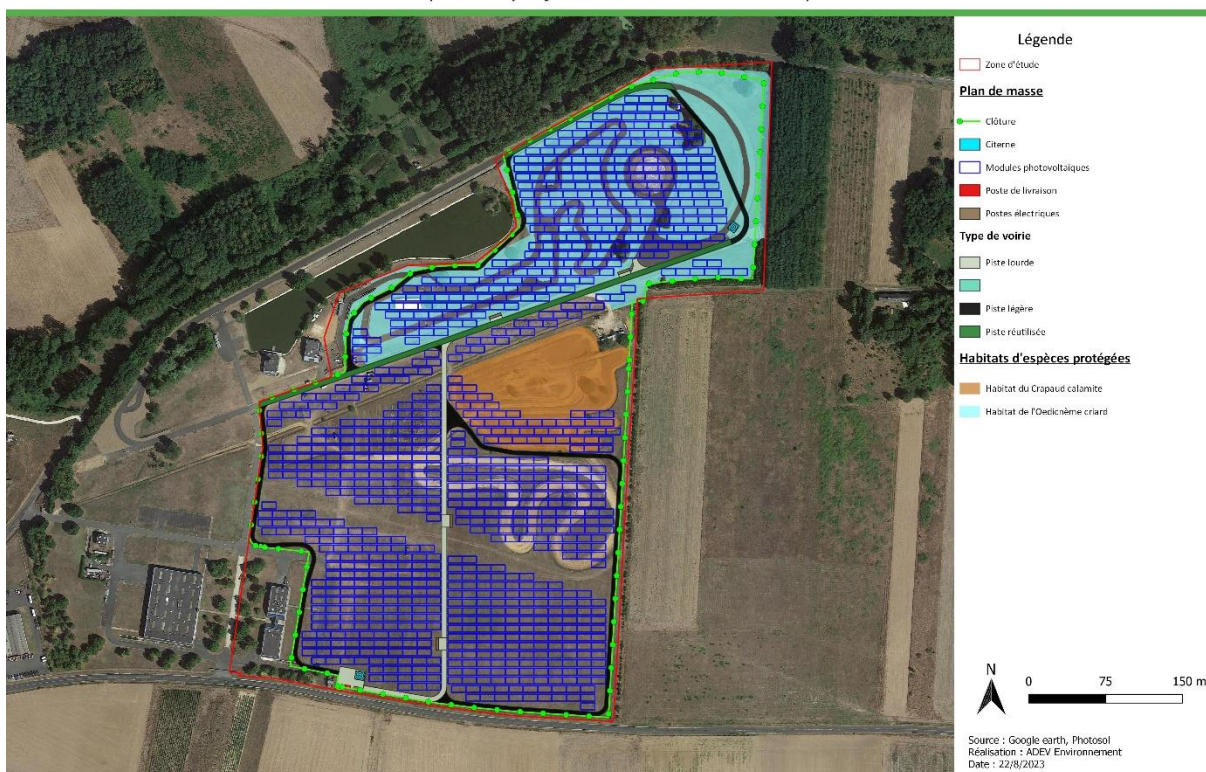 Légende
Zone d'étude
Plan de masse
Clôture
Citerne
Modules photovoltaïques
Poste de livraison
Postes électriques
Type de voirie
Piste lourde
Piste légère
Piste réutilisée
Habitats d'espèces protégées
Habitat du Crapaud calamite
Habitat de l'Oedicnème criard
N
0 75 150 m
Source : Google earth, Photosol
Réalisation : ADEV Environnement
Date : 22/8/2023